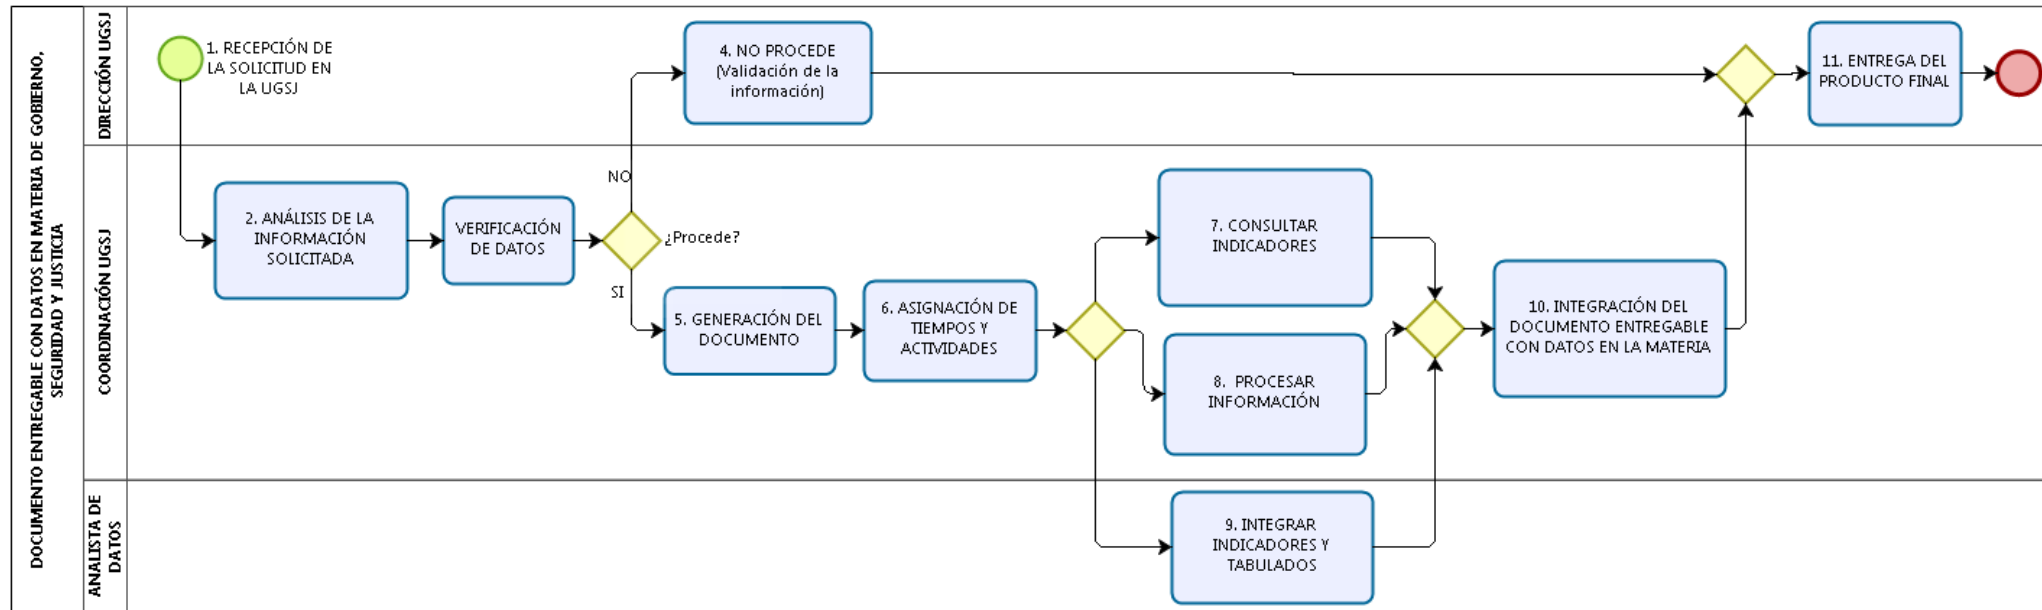 DOCUMENTO ENTREGABLE CON DATOS EN MATERIA DE GOBIERNO,
SEGURIDAD Y JUSTICIA
DIRECCIÓN UGSJ
1. RECEPCIÓN DE
LA SOLICITUD EN
LA UGSJ
4. NO PROCEDE
(Validación de la
información)
11. ENTREGA DEL
PRODUCTO FINAL
COORDINACIÓN UGSJ
2. ANÁLISIS DE LA
INFORMACIÓN
SOLICITADA
VERIFICACIÓN
DE DATOS
NO
¿Procede?
SI
5. GENERACIÓN DEL
DOCUMENTO
6. ASIGNACIÓN DE
TIEMPOS Y
ACTIVIDADES
7. CONSULTAR
INDICADORES
8. PROCESAR
INFORMACIÓN
10. INTEGRACIÓN DEL
DOCUMENTO ENTREGABLE
CON DATOS EN LA MATERIA
ANALISTA DE
DATOS
9. INTEGRAR
INDICADORES Y
TABULADOS